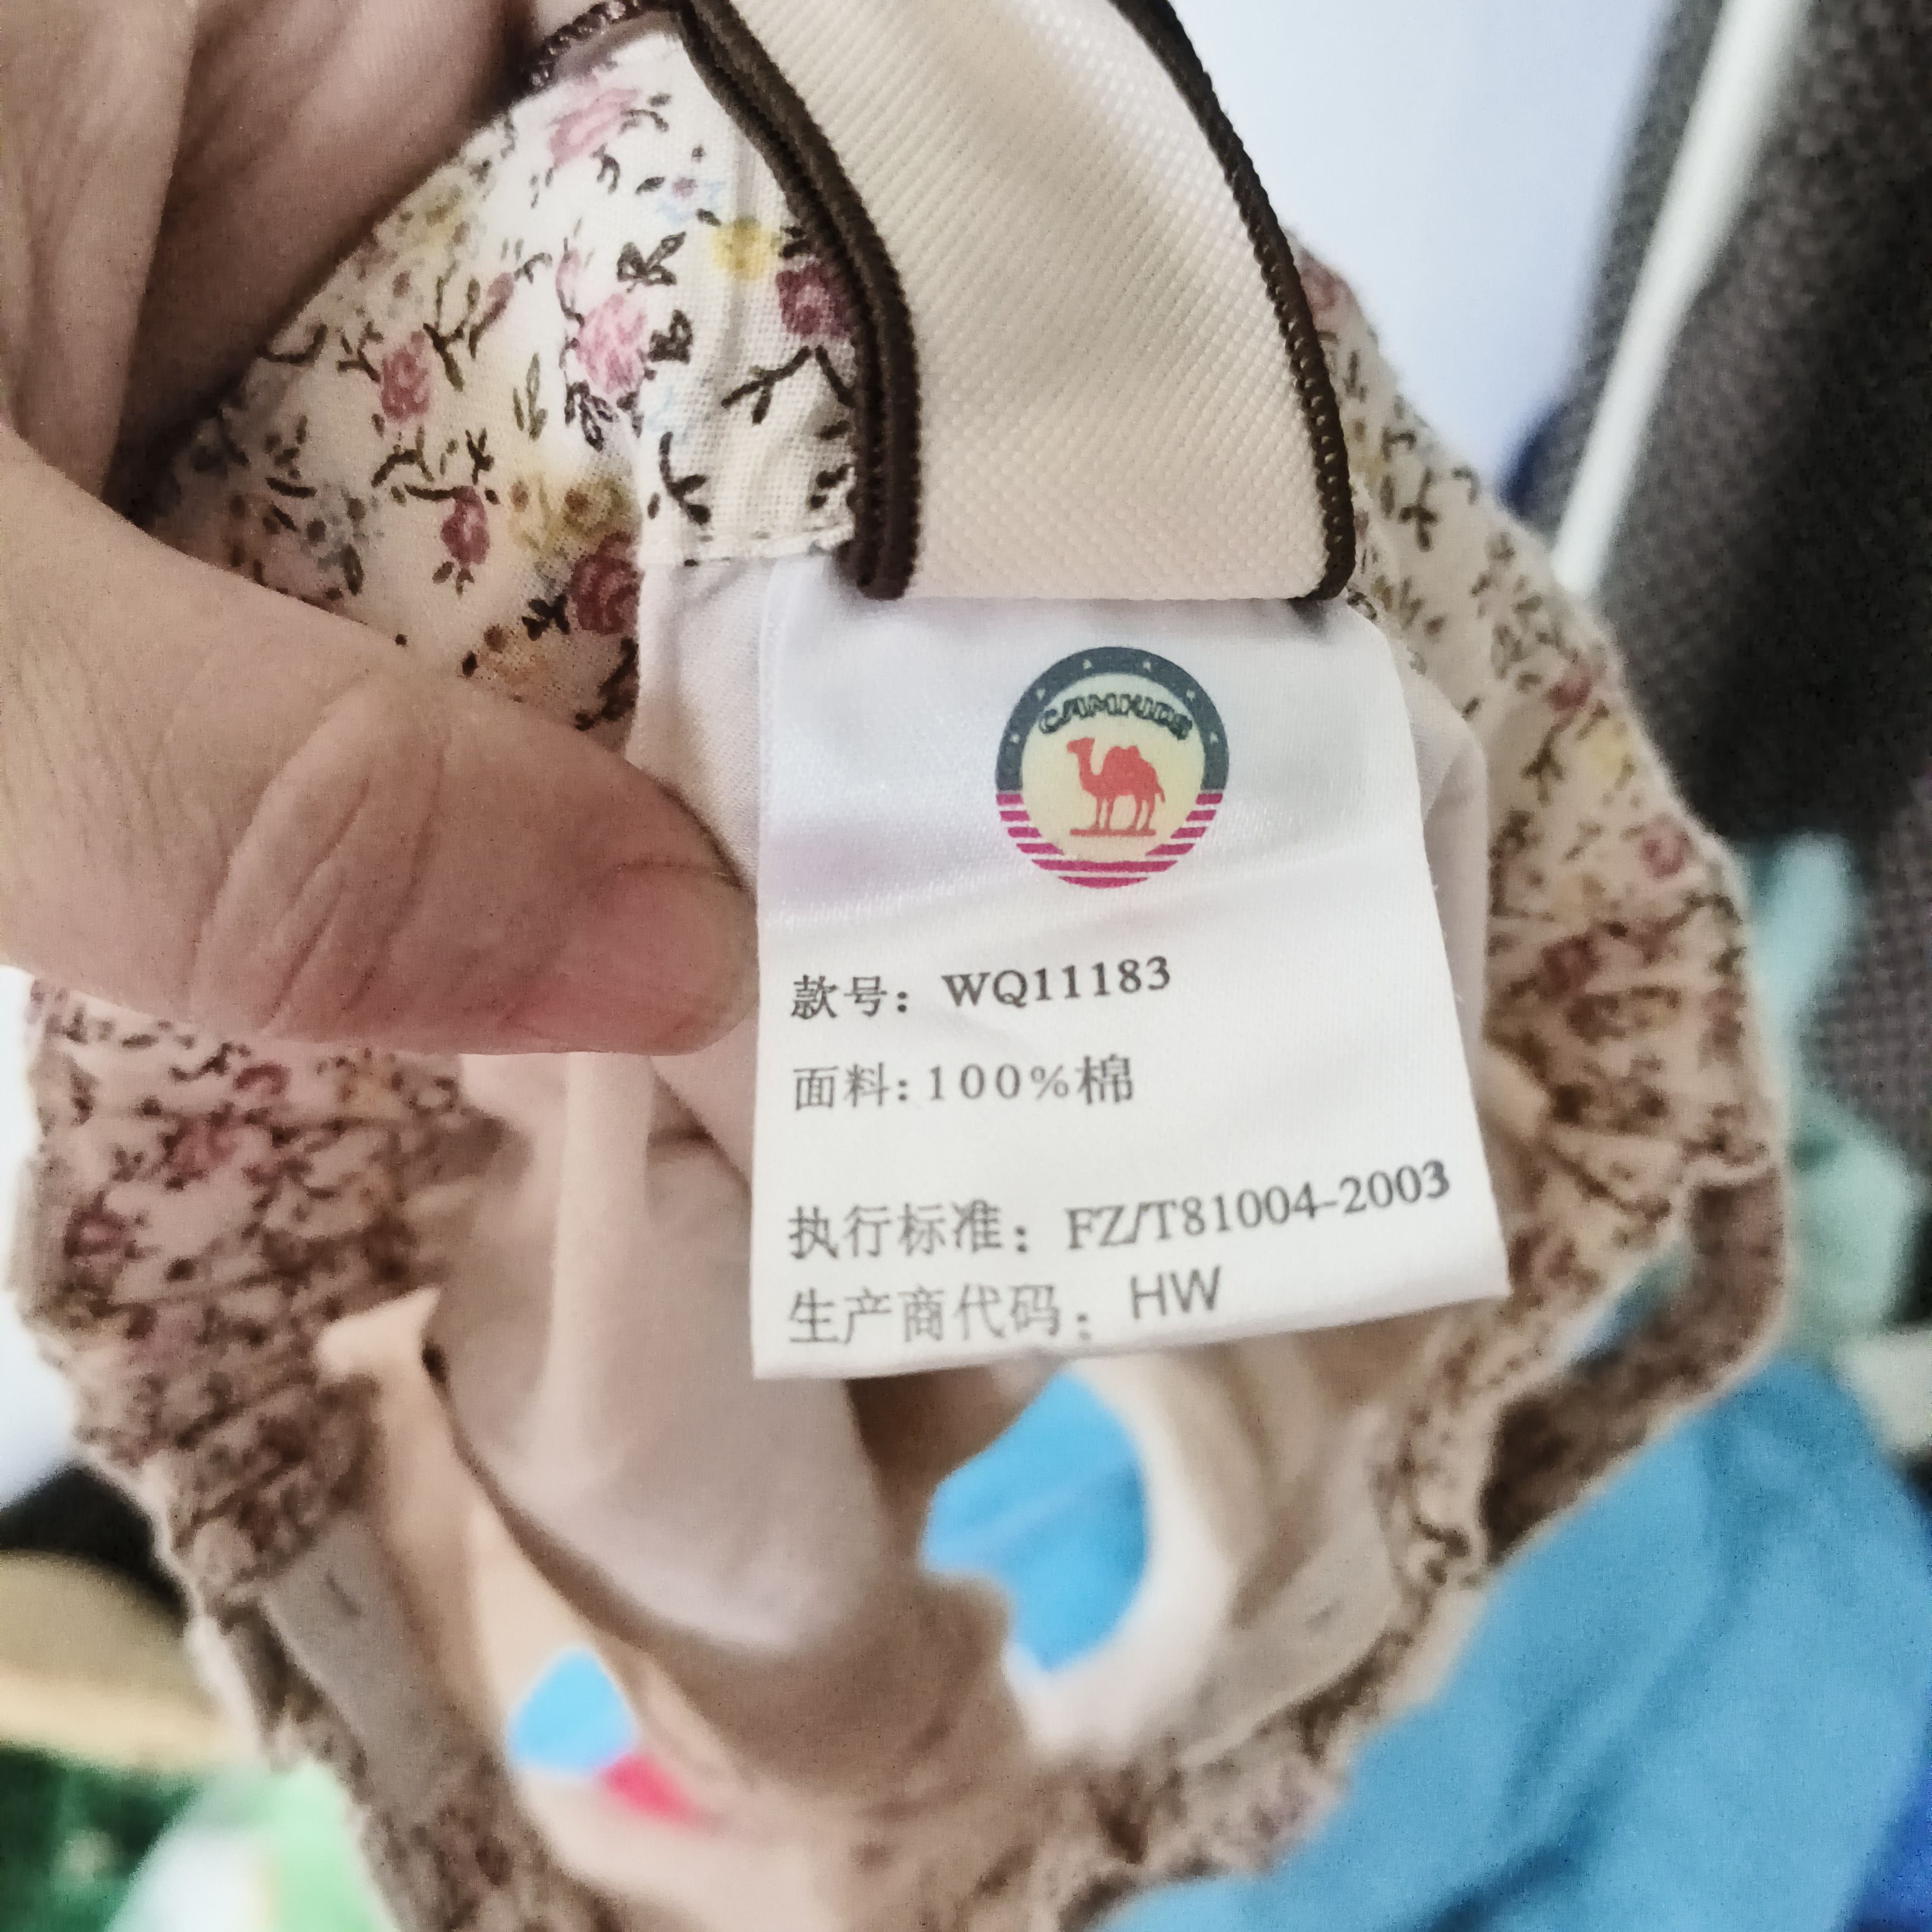 CAMKIDS
款号：WQ11183
面料：100%棉
执行标准：FZ/T81004-2003
生产商代码：HW